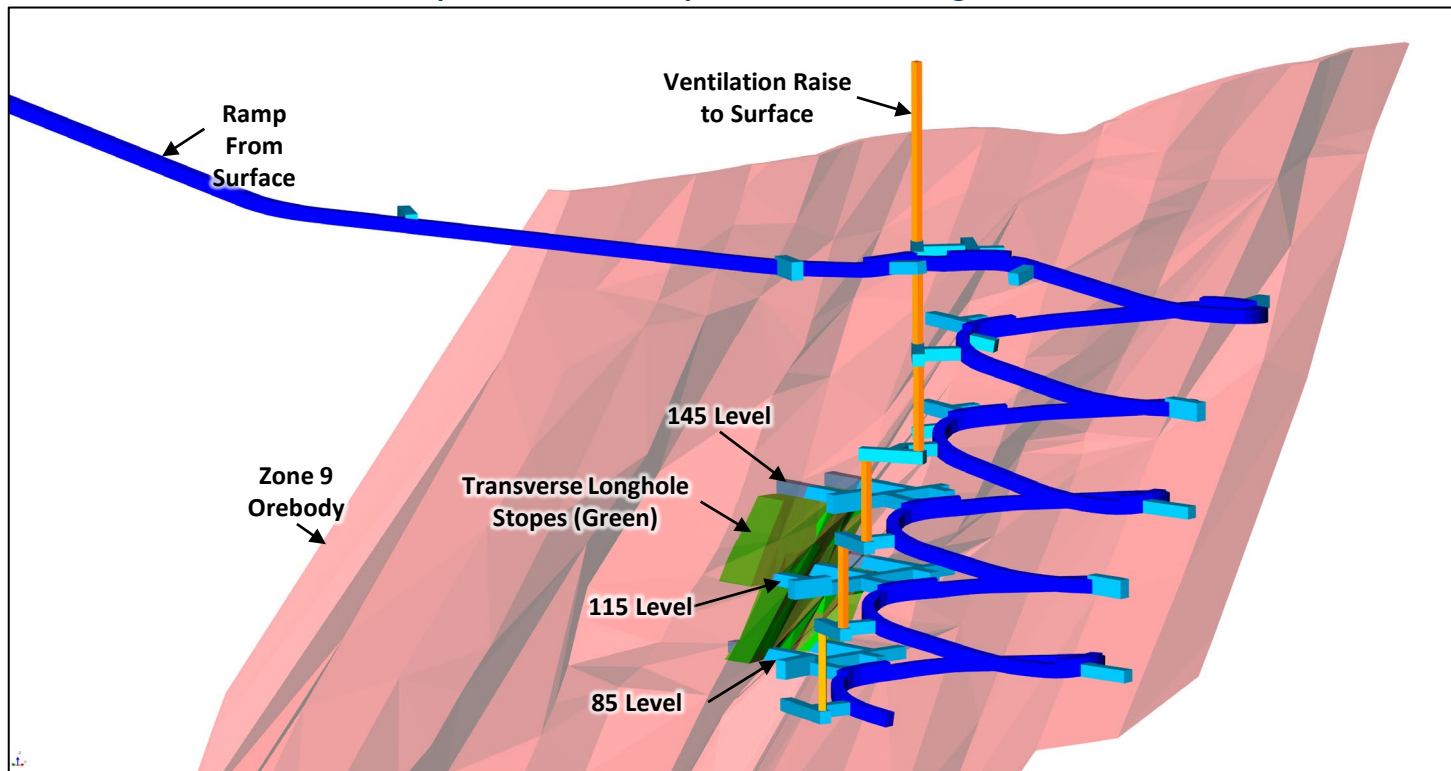 Ventilation Raise
to Surface
Ramp
From
Surface
145 Level
Zone 9
Orebody
Transverse Longhole
Stopes (Green)
115 Level
85 Level